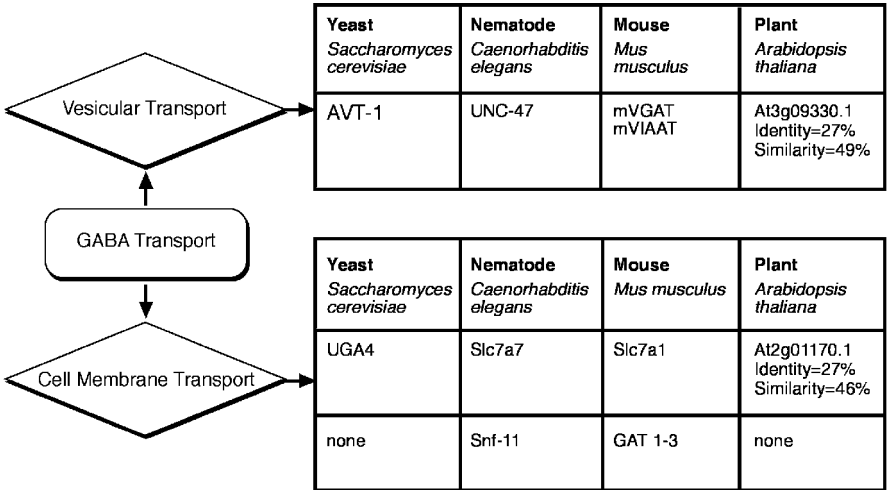 Yeast
Saccharomyces
cerevisiae
Nematode
Caenorhabditis
elegans
Mouse
Mus
musculus
Plant
Arabidopsis
thaliana
Vesicular Transport
AVT-1
UNC-47
mVGAT
mVIAAT
At3g09330.1
Identity=27%
Similarity=49%
GABA Transport
Yeast
Saccharomyces
cerevisiae
Nematode
Caenorhabditis
elegans
Mouse
Mus musculus
Plant
Arabidopsis
thaliana
Cell Membrane Transport
UGA4
Slc7a7
Slc7a1
At2g01170.1
Identity=27%
Similarity=46%
none
Snf-11
GAT 1-3
none